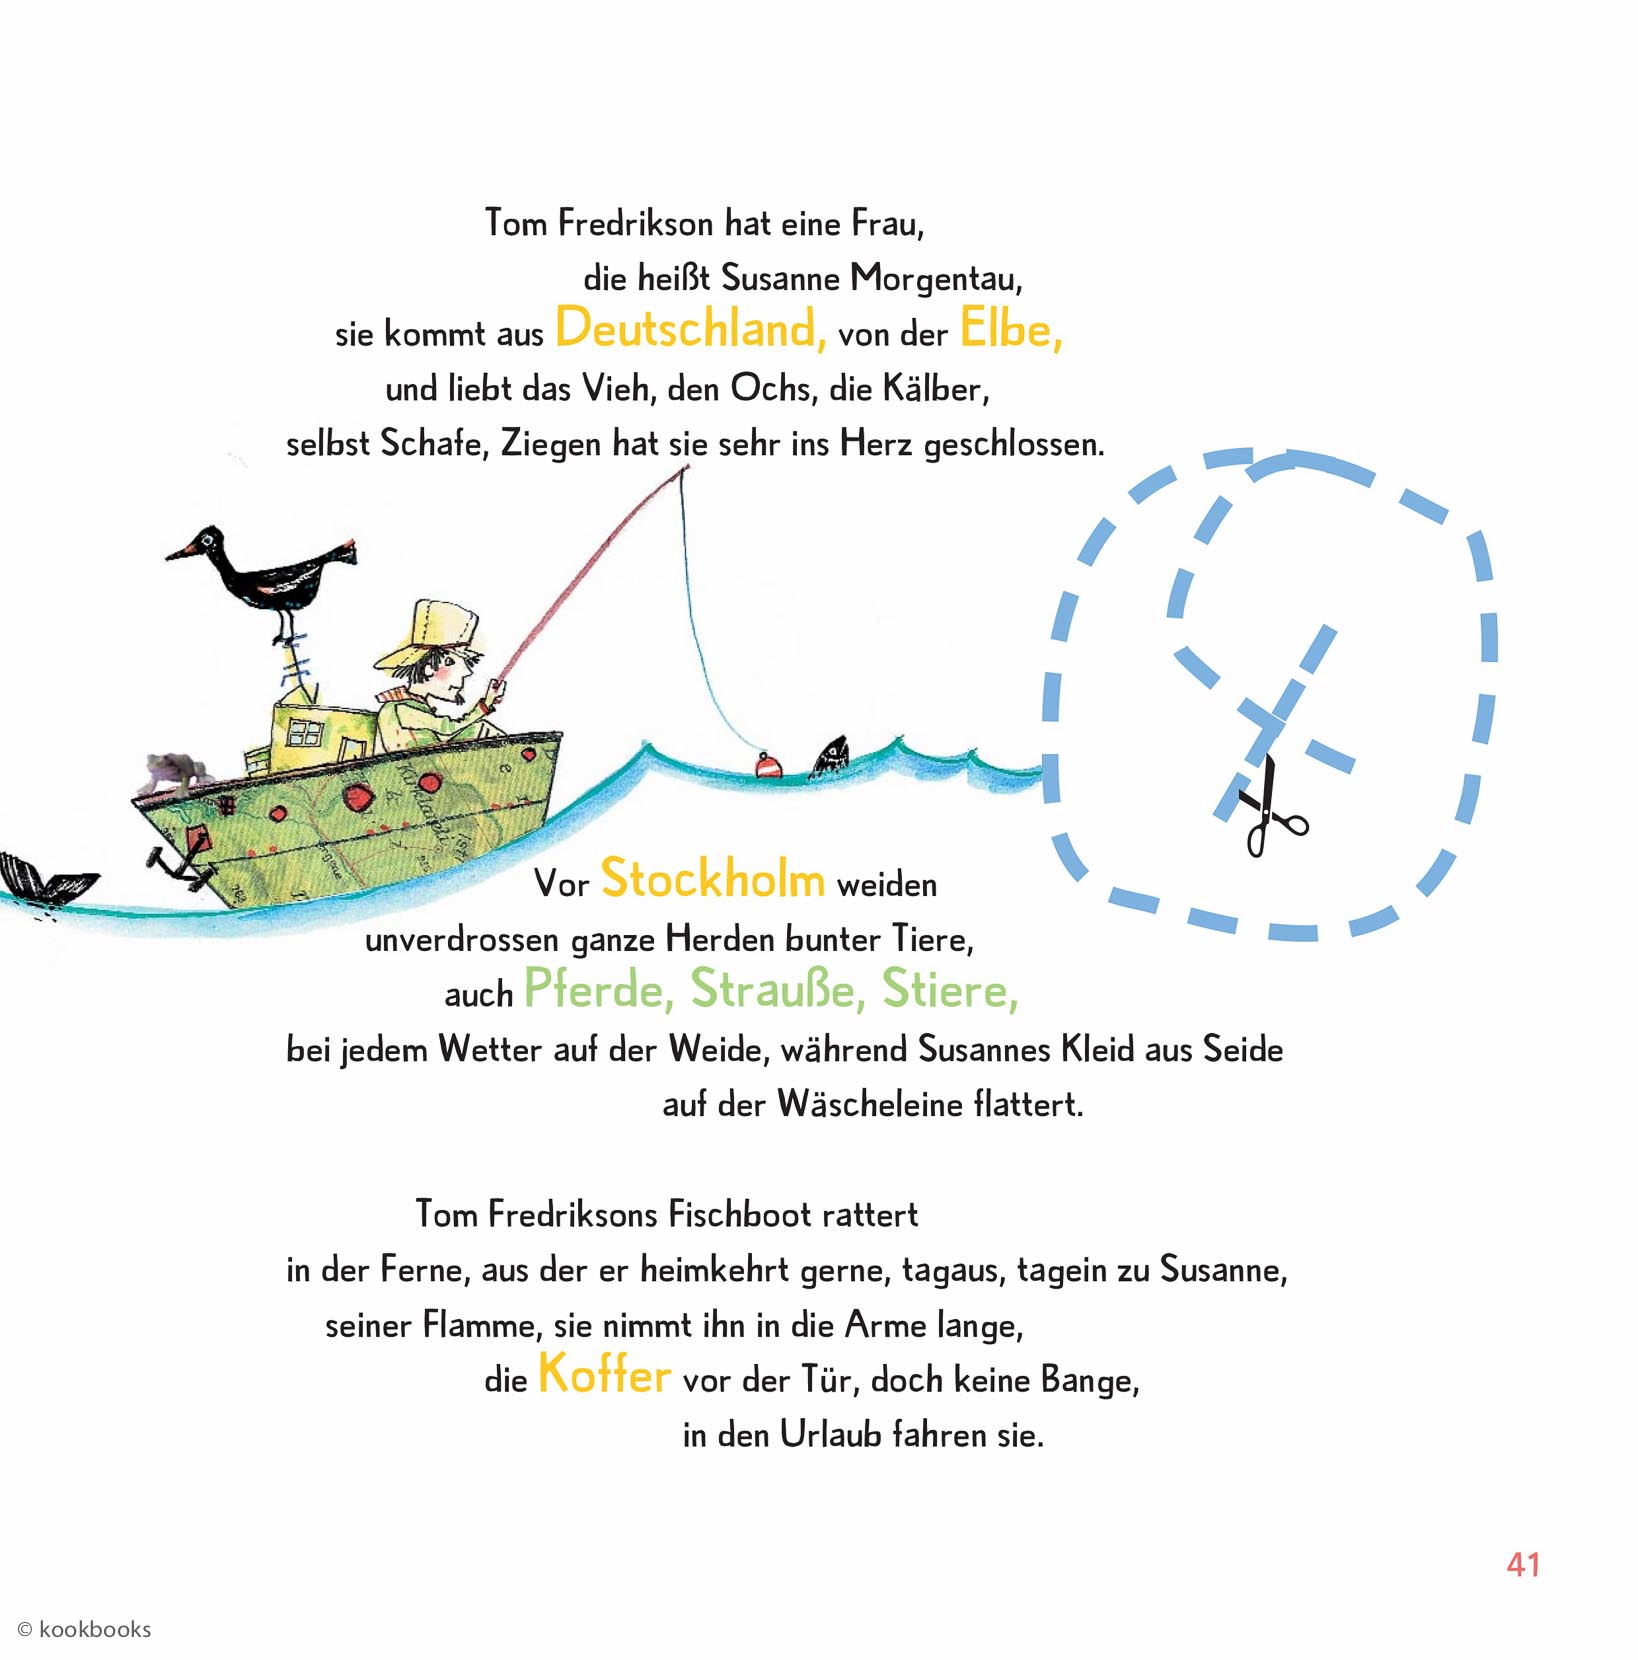 Tom Fredrikson hat eine Frau,
die heißt Susanne Morgentau,
sie kommt aus Deutschland, von der Elbe,
und liebt das Vieh, den Ochs, die Kälber,
selbst Schafe, Ziegen hat sie sehr ins Herz geschlossen.
Vor Stockholm weiden
unverdrossen ganze Herden bunter Tiere,
auch Pferde, Strauße, Stiere,
bei jedem Wetter auf der Weide, während Susannes Kleid aus Seide
auf der Wäscheleine flattert.
Tom Fredriksons Fischboot rattert
in der Ferne, aus der er heimkehrt gerne, tagaus, tagein zu Susanne,
seiner Flamme, sie nimmt ihn in die Arme lange,
die Koffer vor der Tür, doch keine Bange,
in den Urlaub fahren sie.
41
© kookbooks